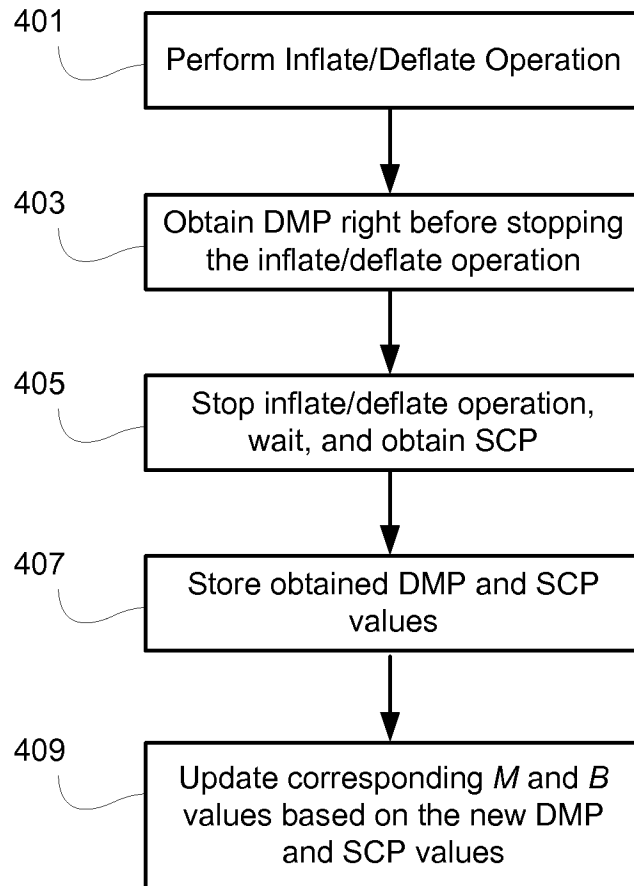 401
Perform Inflate/Deflate Operation
403
Obtain DMP right before stopping
the inflate/deflate operation
405
Stop inflate/deflate operation,
wait, and obtain SCP
407
Store obtained DMP and SCP
values
409
Update corresponding M and B
values based on the new DMP
and SCP values